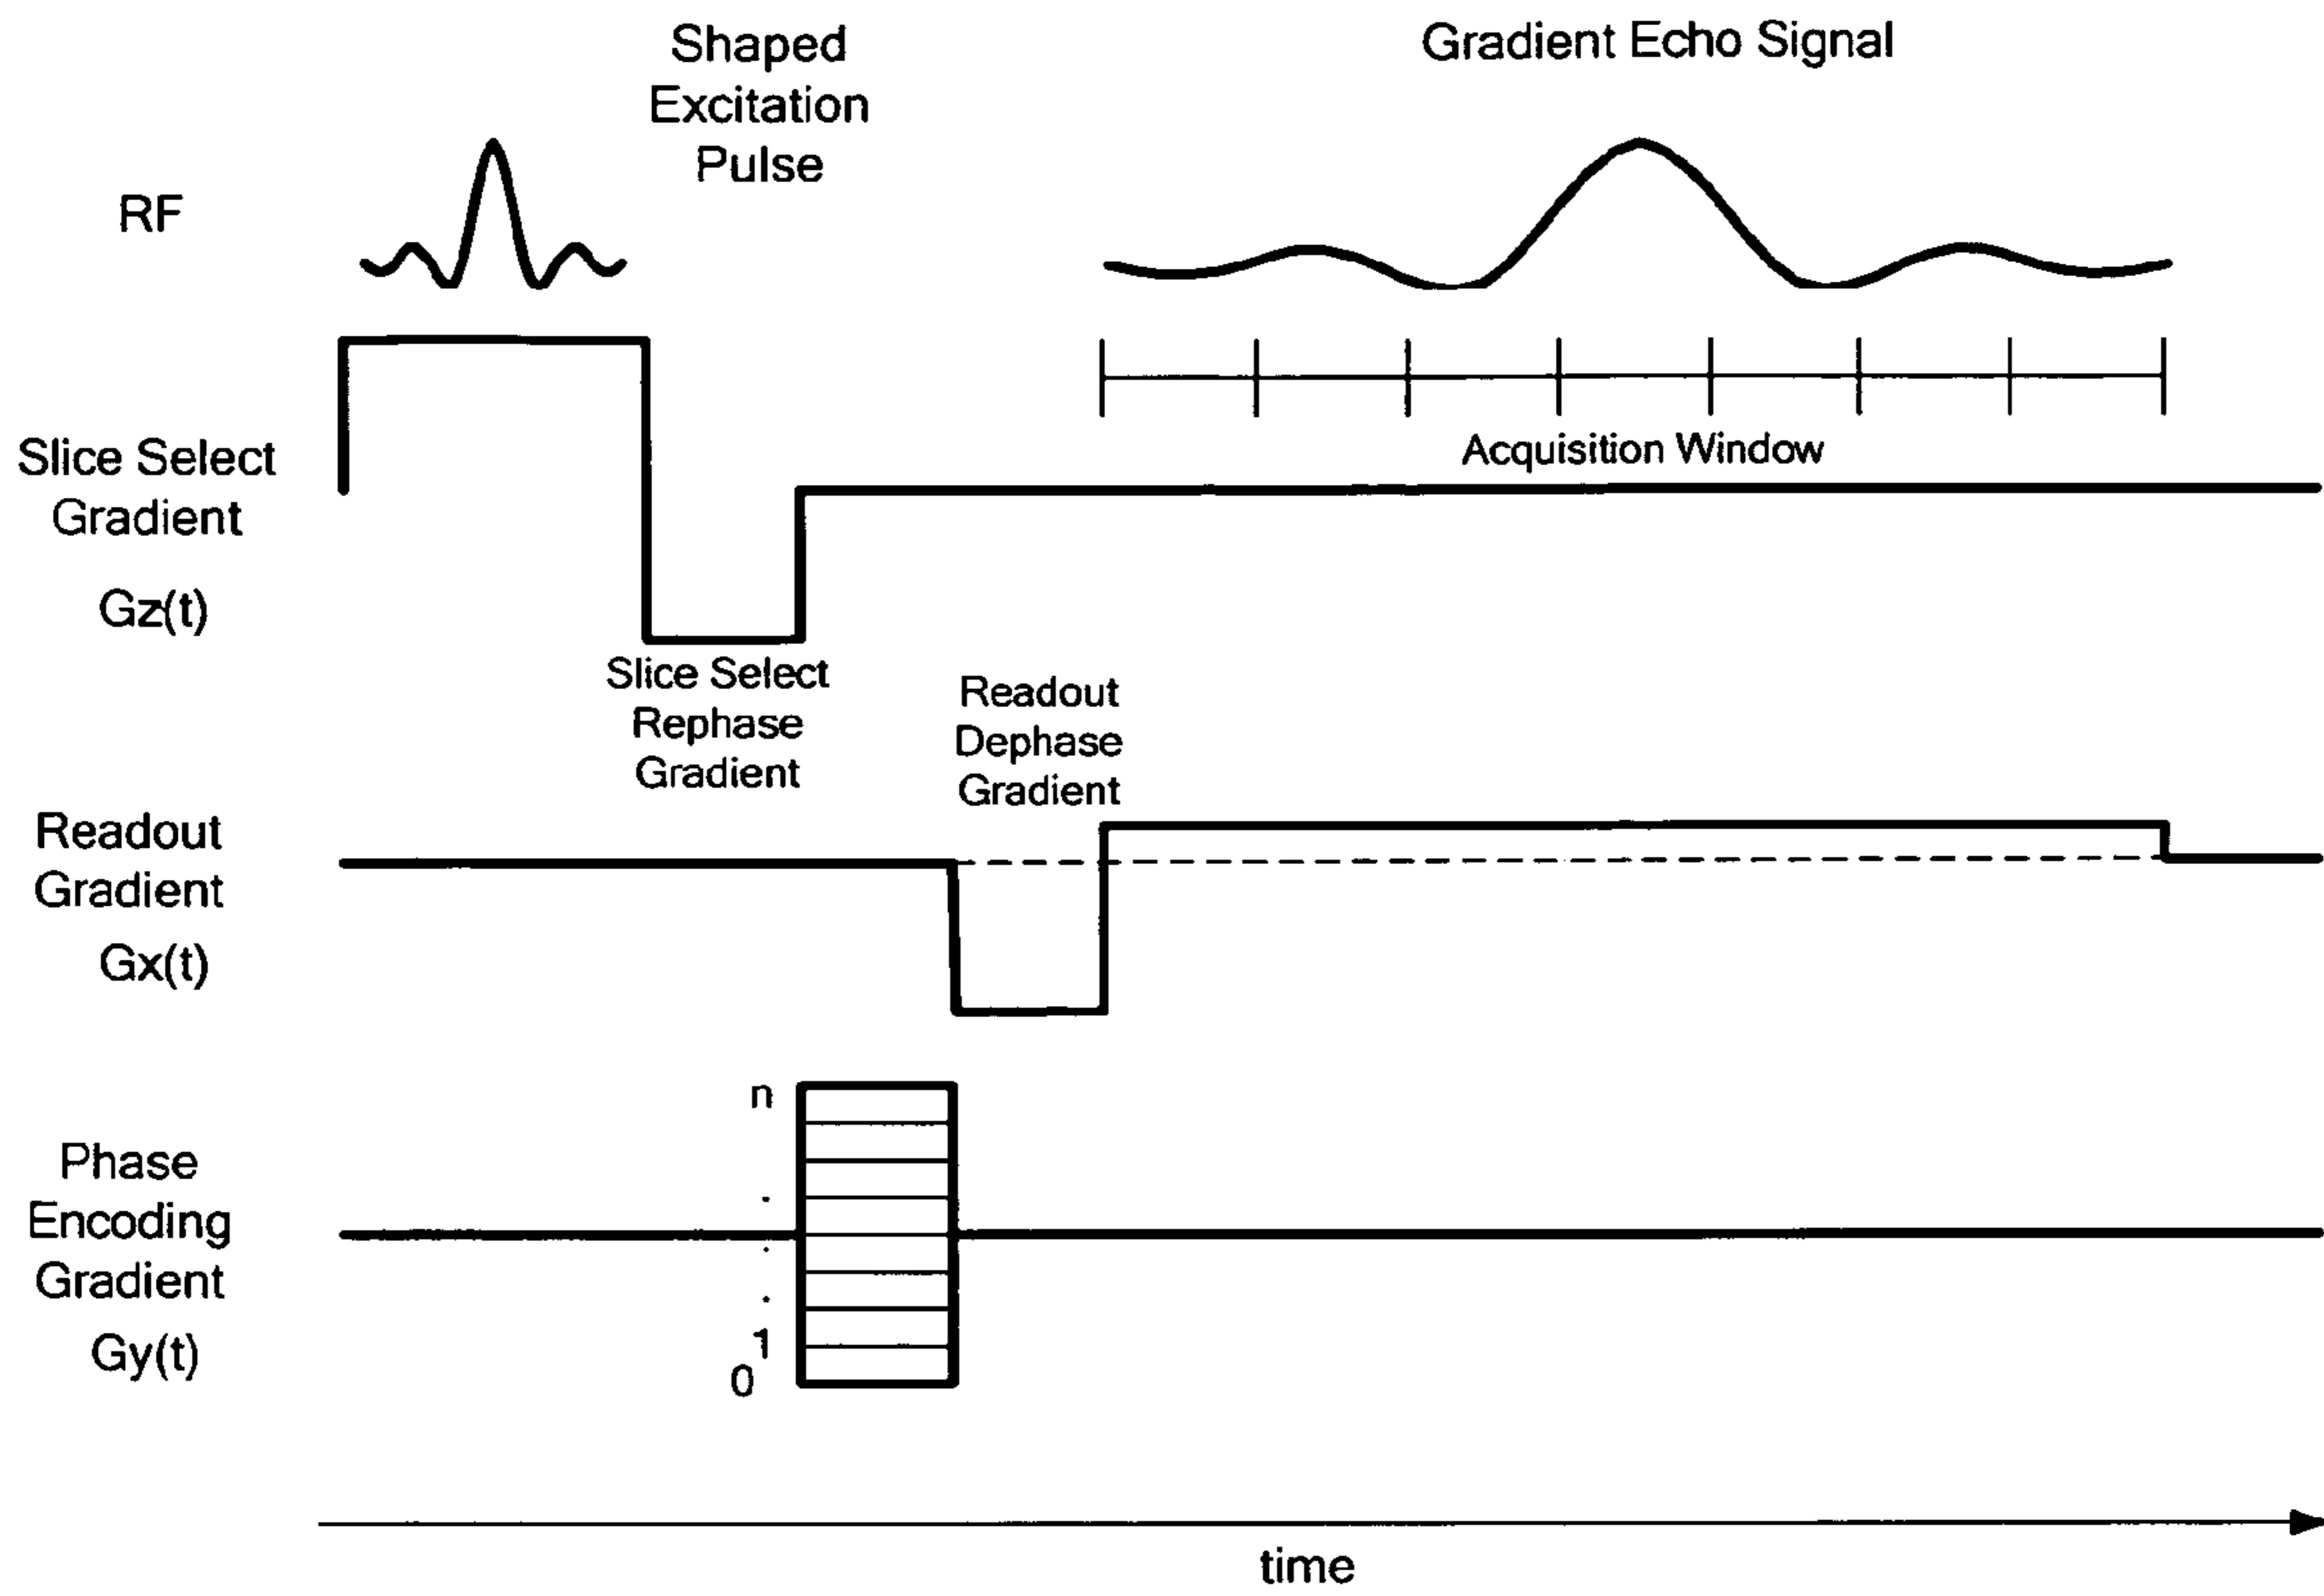 Shaped
Excitation
Pulse
Gradient Echo Signal
RF
Acquisition Window
Slice Select
Gradient
Gz(t)
Slice Select
Rephase
Gradient
Readout
Dephase
Gradient
Readout
Gradient
Gx(t)
n
Phase
Encoding
Gradient
Gy(t)
1
0
time